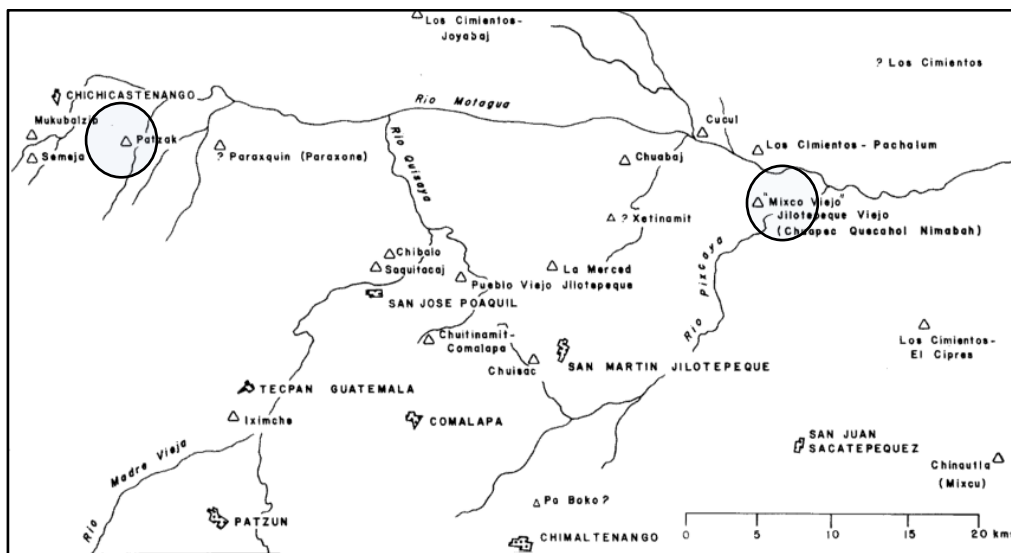 Los Cimientos-
Joyabaj
? Los Cimientos
CHICHICASTENANGO
Rio Motagua
Mukubalzip
Patzak
Cucul
Semeja
? Paraxquin (Paraxone)
Rio Quisaya
Chuabaj
Los Cimientos - Pachalum
"Mixco Viejo"
Jilotepeque Viejo
(Chuapec Quecahol Nimabah)
? Xetinamit
Chibalo
Saquitacaj
La Merced
Pueblo Viejo Jilotepeque
Rio Pixcaya
SAN JOSE POAQUIL
Chuitinamit-
Comalapa
Los Cimientos-
El Cipres
Chuisac
SAN MARTIN JILOTEPEQUE
TECPAN GUATEMALA
Iximche
COMALAPA
SAN JUAN
SACATEPEQUEZ
Chinautla
(Mixcu)
Rio Madre Vieja
Pa Boko?
PATZUN
CHIMALTENANGO
0 5 10 15 20 kms